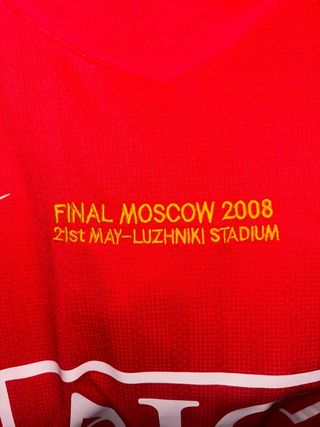 FINAL MOSCOW 2008
21st MAY-LUZHNIKI STADIUM